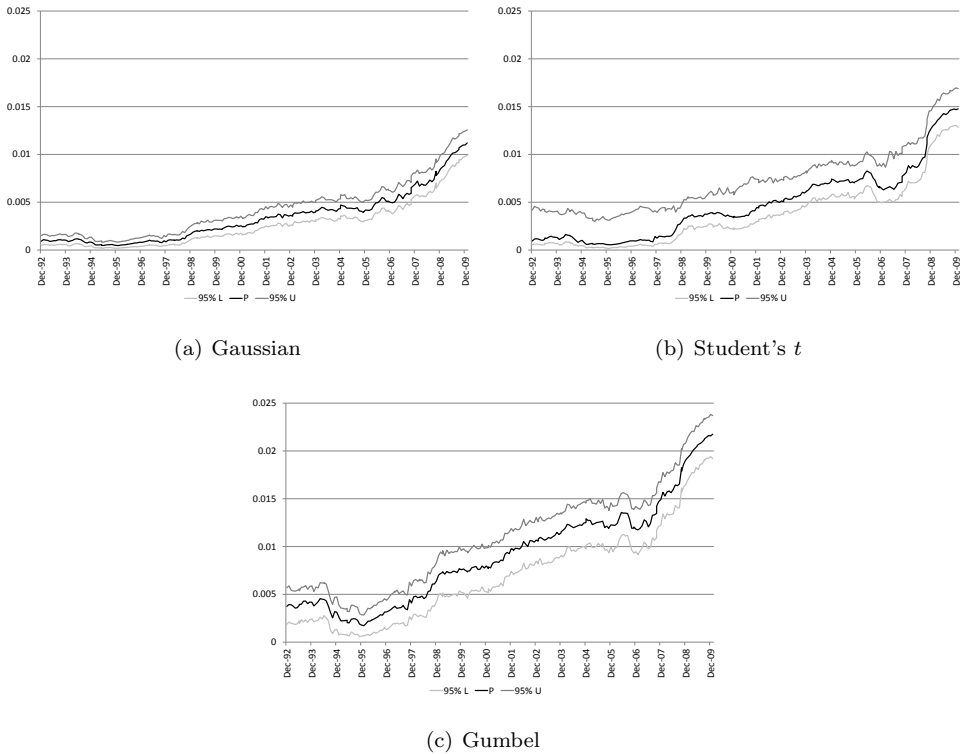 0.025
0.02
0.015
0.01
0.005
0
Dec-92
Dec-93
Dec-94
Dec-95
Dec-96
Dec-97
Dec-98
Dec-99
Dec-00
Dec-01
Dec-02
Dec-03
Dec-04
Dec-05
Dec-06
Dec-07
Dec-08
Dec-09
95% L P 95% U
(a) Gaussian
0.025
0.02
0.015
0.01
0.005
0
Dec-92
Dec-93
Dec-94
Dec-95
Dec-96
Dec-97
Dec-98
Dec-99
Dec-00
Dec-01
Dec-02
Dec-03
Dec-04
Dec-05
Dec-06
Dec-07
Dec-08
Dec-09
95% L P 95% U
(b) Student's t
0.025
0.02
0.015
0.01
0.005
0
Dec-92
Dec-93
Dec-94
Dec-95
Dec-96
Dec-97
Dec-98
Dec-99
Dec-00
Dec-01
Dec-02
Dec-03
Dec-04
Dec-05
Dec-06
Dec-07
Dec-08
Dec-09
95% L P 95% U
(c) Gumbel